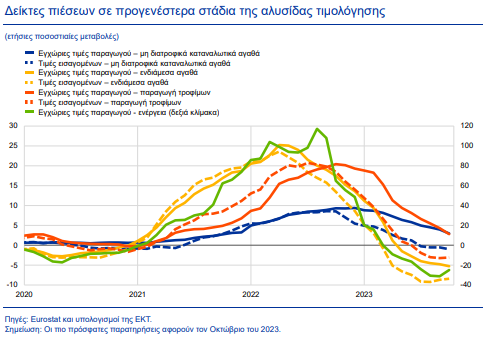 Δείκτες πιέσεων σε προγενέστερα στάδια της αλυσίδας τιμολόγησης
(ετήσιες ποσοστιαίες μεταβολές)
Εγχώριες τιμές παραγωγού – μη διατροφικά καταναλωτικά αγαθά
Τιμές εισαγομένων – μη διατροφικά καταναλωτικά αγαθά
Εγχώριες τιμές παραγωγού – ενδιάμεσα αγαθά
Τιμές εισαγομένων – ενδιάμεσα αγαθά
Εγχώριες τιμές παραγωγού – παραγωγή τροφίμων
Τιμές εισαγομένων – παραγωγή τροφίμων
Εγχώριες τιμές παραγωγού - ενέργεια (δεξιά κλίμακα)
30 120
25 100
20 80
15 60
10 40
5 20
0 0
-5 -20
-10 -40
2020 2021 2022 2023
Πηγές: Eurostat και υπολογισμοί της ΕΚΤ.
Σημείωση: Οι πιο πρόσφατες παρατηρήσεις αφορούν τον Οκτώβριο του 2023.